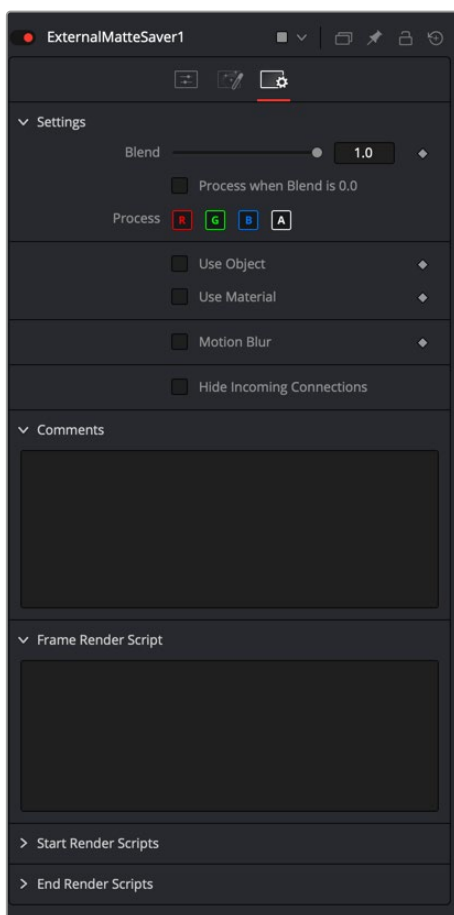 ExternalMatteSaver1
Settings
Blend 1.0
Process when Blend is 0.0
Process R G B A
Use Object
Use Material
Motion Blur
Hide Incoming Connections
Comments
Frame Render Script
Start Render Scripts
End Render Scripts